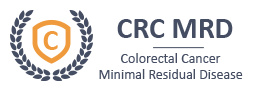 C
CRC MRD
Colorectal Cancer
Minimal Residual Disease